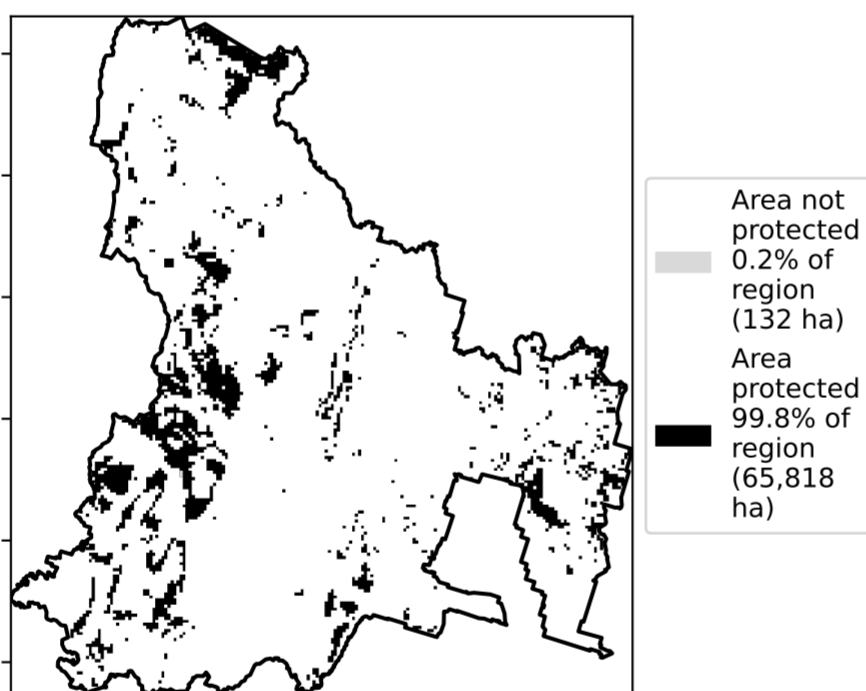 Area not
protected
0.2% of
region
(132 ha)
Area
protected
99.8% of
region
(65,818
ha)